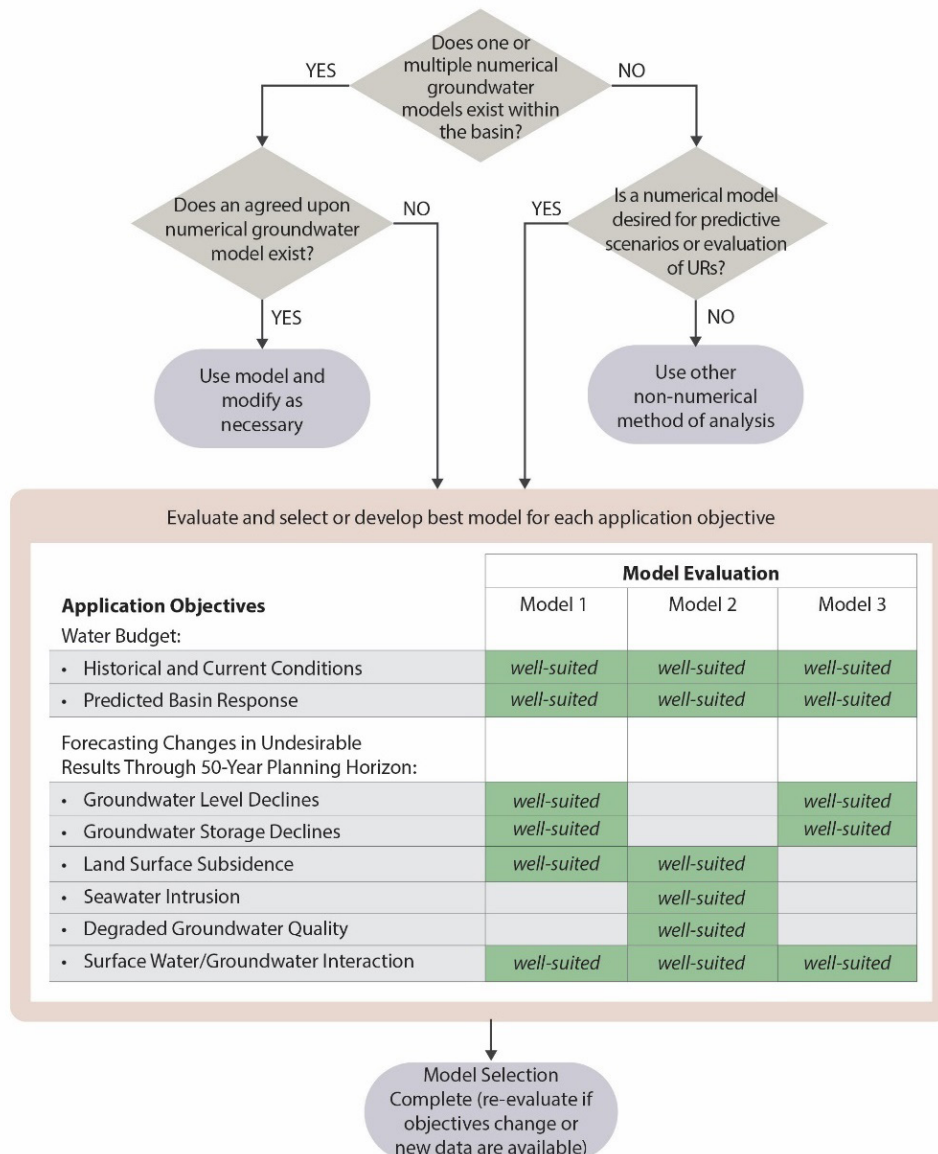 Does one or
multiple numerical
groundwater
models exist within
the basin?
YES
NO
Does an agreed upon
numerical groundwater
model exist?
NO
YES
Is a numerical model
desired for predictive
scenarios or evaluation
of URs?
YES
NO
Use model and
modify as
necessary
Use other
non-numerical
method of analysis
Evaluate and select or develop best model for each application objective
Model Evaluation
Application Objectives
Model 1 Model 2 Model 3
Water Budget:
• Historical and Current Conditions well-suited well-suited well-suited
• Predicted Basin Response well-suited well-suited well-suited
Forecasting Changes in Undesirable
Results Through 50-Year Planning Horizon:
• Groundwater Level Declines well-suited well-suited
• Groundwater Storage Declines well-suited well-suited
• Land Surface Subsidence well-suited well-suited
• Seawater Intrusion well-suited
• Degraded Groundwater Quality well-suited
• Surface Water/Groundwater Interaction well-suited well-suited well-suited
Model Selection
Complete (re-evaluate if
objectives change or
new data are available)